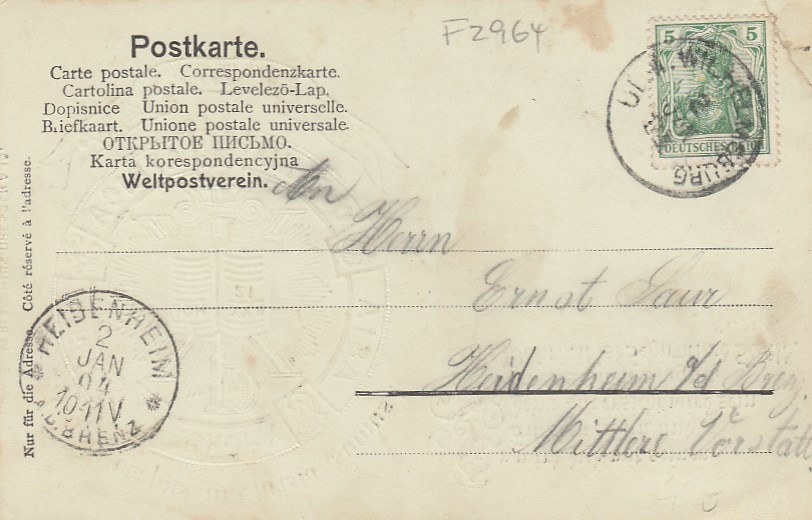 F2964
Postkarte.
Carte postale. Correspondenzkarte.
Cartolina postale. Levelező-Lap.
Dopisnice Union postale universelle.
B.iefkaart. Unione postale universale.
ОТКРЫТОЕ ПИСЬМО.
Karta korespondencyjna
Weltpostverein.
5 5
DEUTSCHES REICH
An
Herrn
Ernst Gaur
Heidenheim a/d Brenz
Mittlere Vorstadt
HEIDENHEIM
2
JAN
04
10-11V
A.D.BRENZ
Nur für die Adresse. Côté réservé à l'adresse.